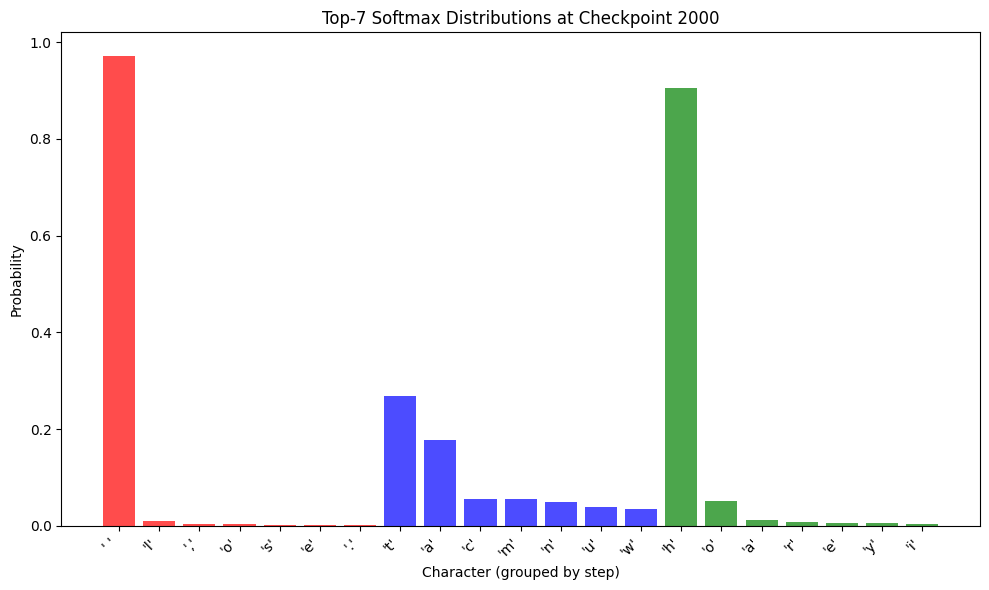 Top-7 Softmax Distributions at Checkpoint 2000
Probability
1.0
0.8
0.6
0.4
0.2
0.0
' ' 'l' ';' 'o' 's' 'e' '.' 't' 'a' 'c' 'm' 'n' 'u' 'w' 'h' 'o' 'a' 'r' 'e' 'y' 'i'
Character (grouped by step)